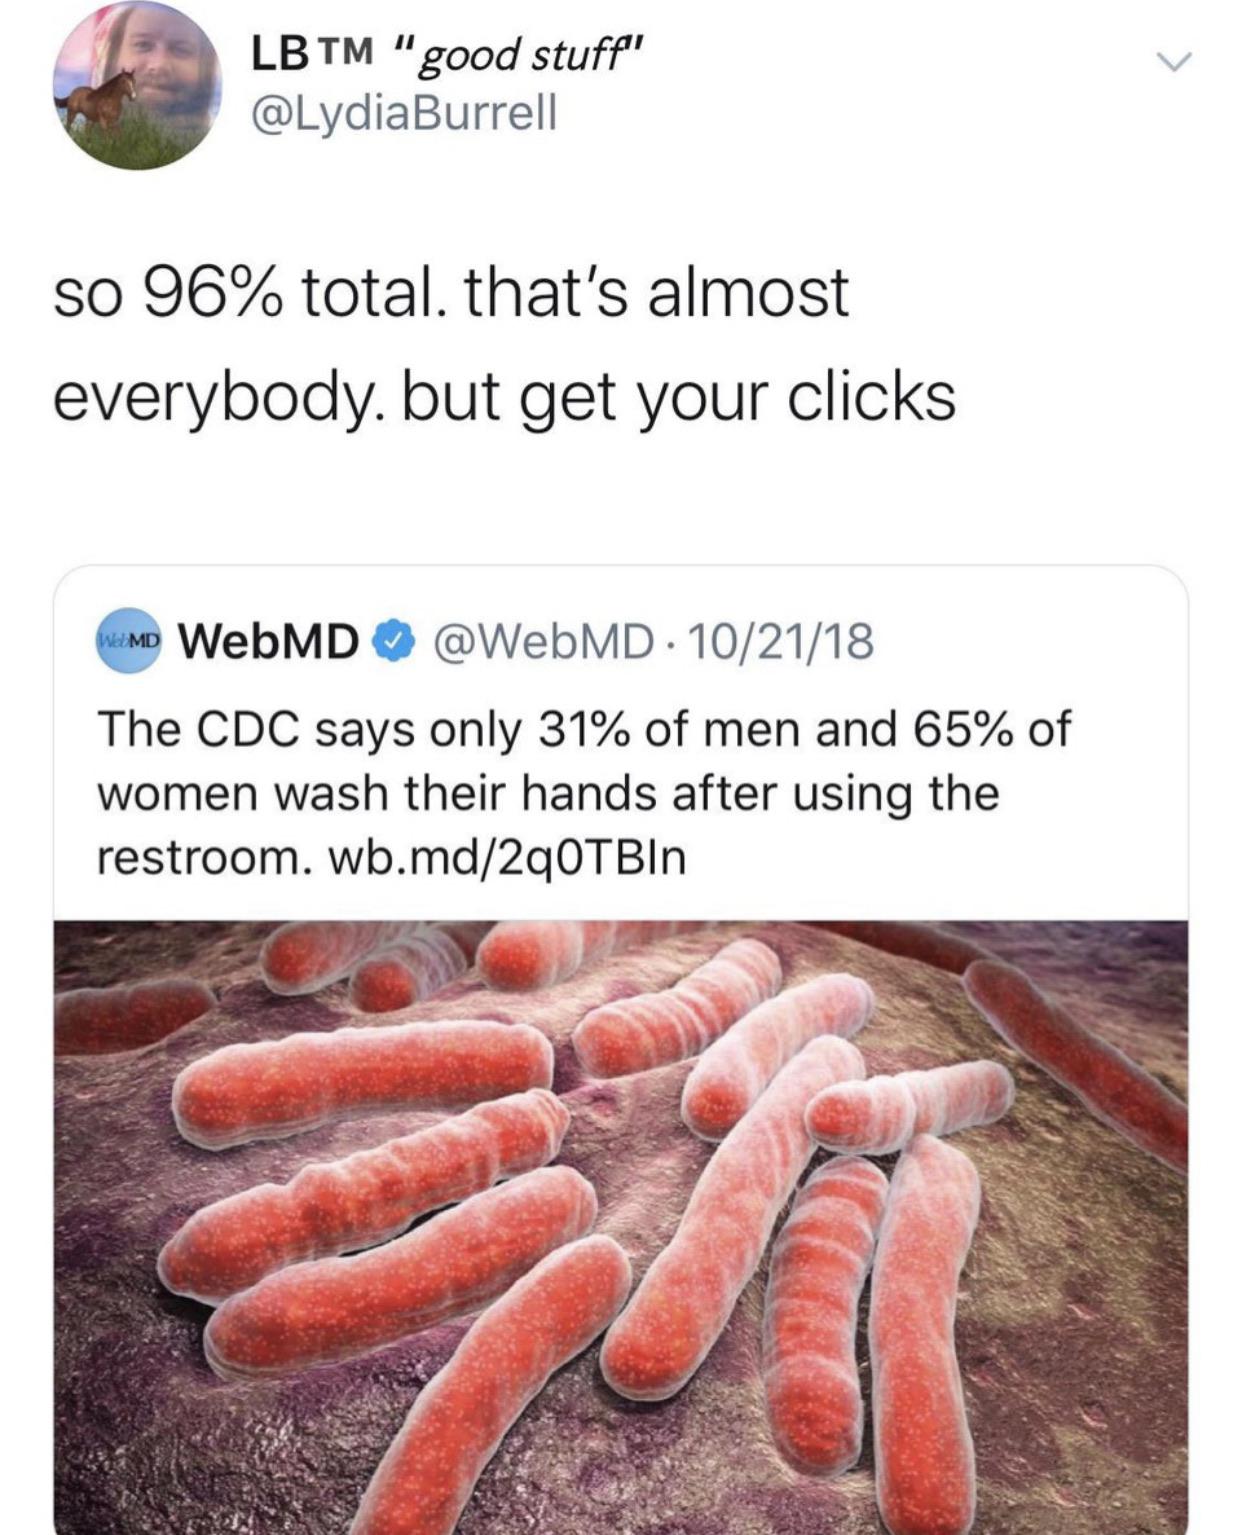 LB™ "good stuff"
@LydiaBurrell
so 96% total. that's almost
everybody. but get your clicks
WebMD
WebMD @WebMD · 10/21/18
The CDC says only 31% of men and 65% of
women wash their hands after using the
restroom. wb.md/2q0TBIn